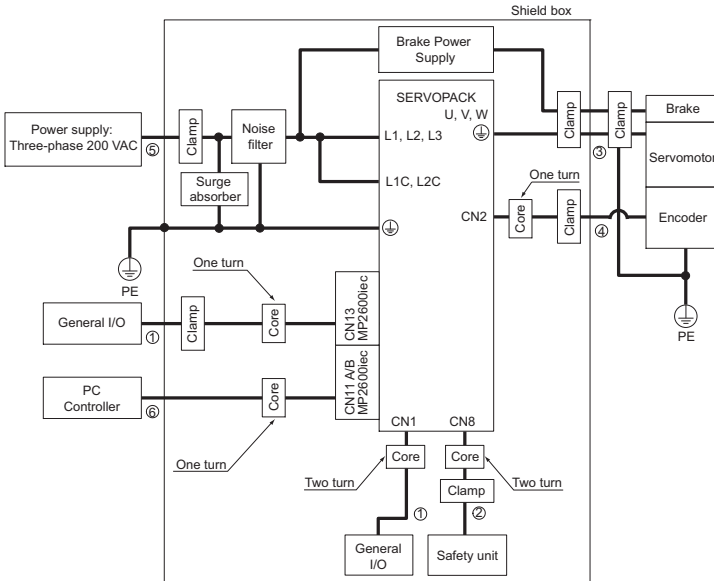 Shield box
Brake Power
Supply
SERVOPACK
U, V, W
L1, L2, L3
L1C, L2C
CN2
Power supply:
Three-phase 200 VAC
⑤
Clamp
Noise
filter
Surge
absorber
PE
Clamp
Clamp
③
Brake
Servomotor
Encoder
One turn
Core
Clamp
④
PE
One turn
General I/O
①
Clamp
Core
CN13
MP2600iec
PC
Controller
⑥
Core
CN11 A/B
MP2600iec
One turn
CN1
CN8
Two turn
Core
Core
Two turn
Clamp
①
②
General
I/O
Safety unit